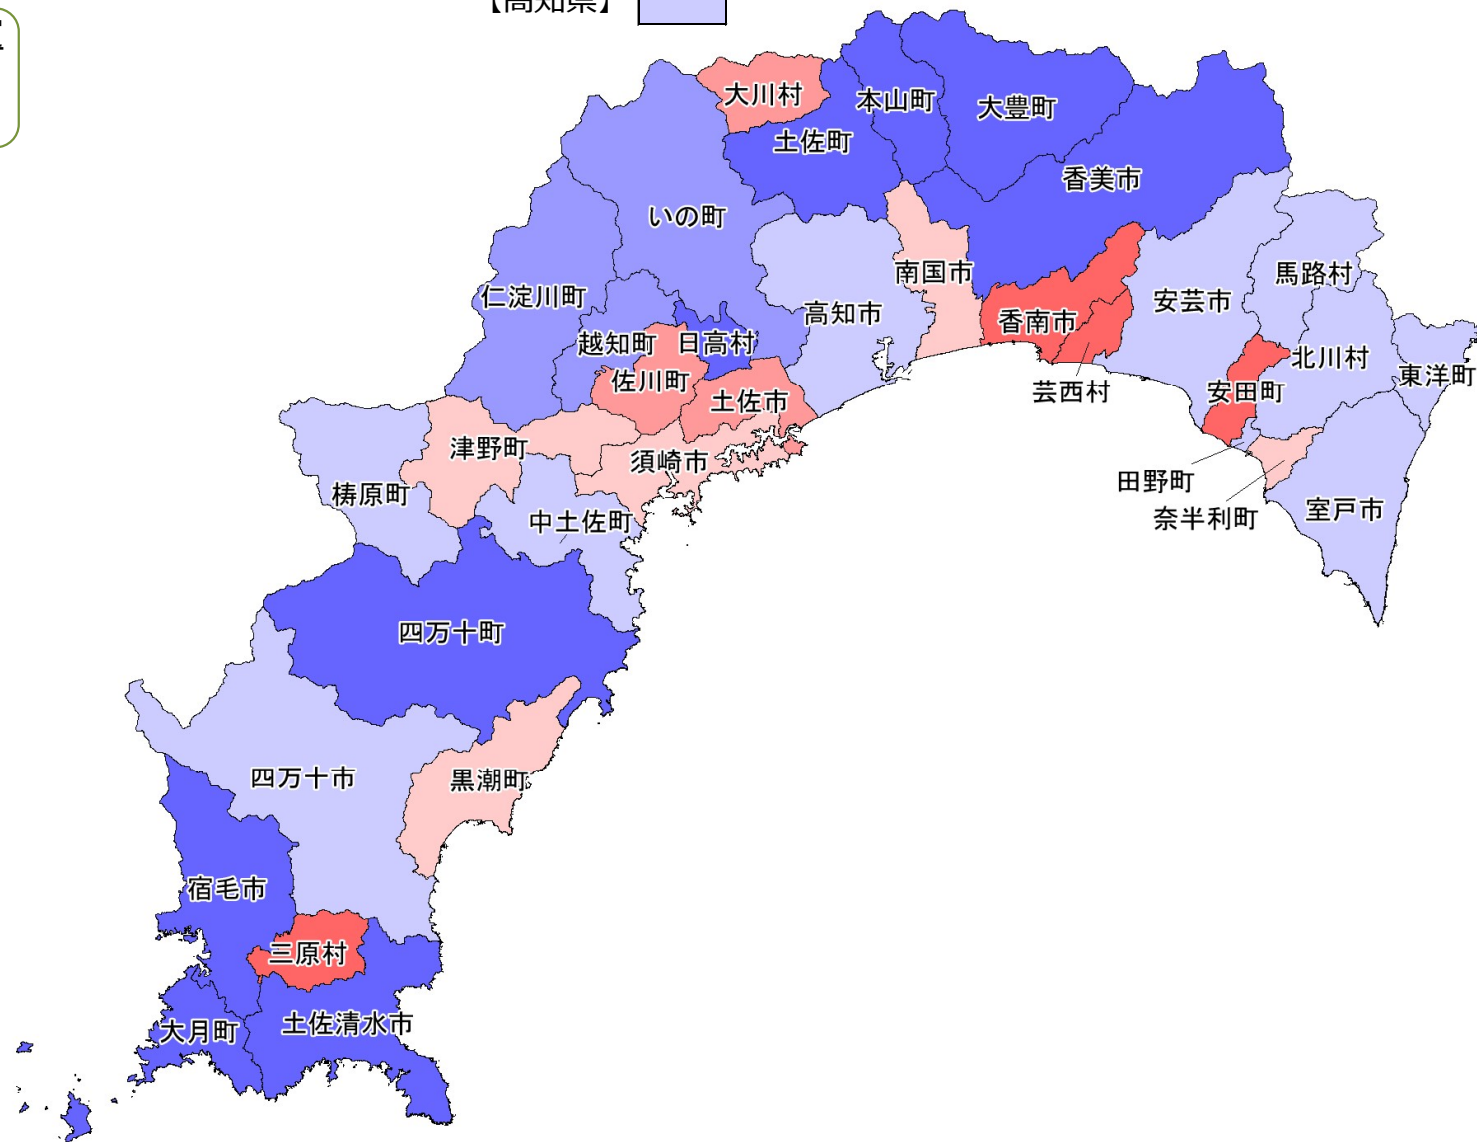 【高知県】
大川村
本山町
大豊町
土佐町
香美市
いの町
南国市
馬路村
仁淀川町
安芸市
高知市
香南市
越知町
日高村
北川村
佐川町
東洋町
芸西村
安田町
土佐市
津野町
須崎市
田野町
梼原町
室戸市
奈半利町
中土佐町
四万十町
四万十市
黒潮町
宿毛市
三原村
土佐清水市
大月町